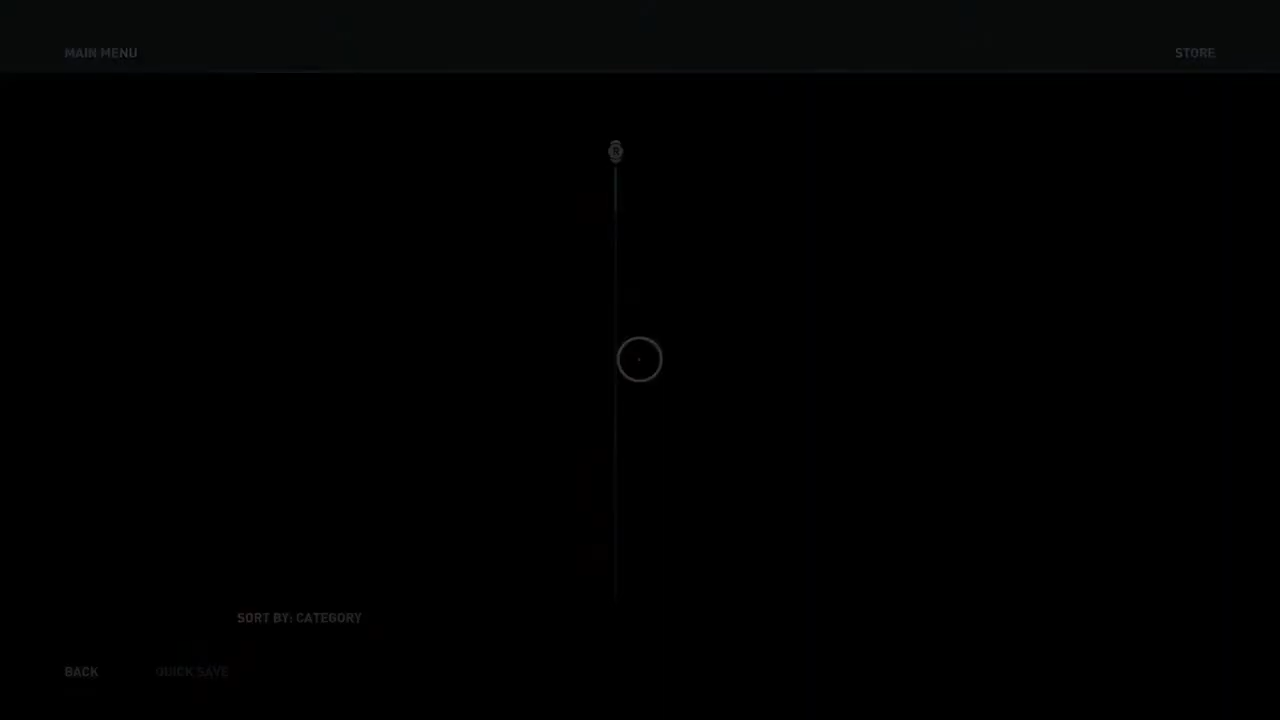 MAIN MENU
STORE
R
SORT BY: CATEGORY
BACK
QUICK SAVE